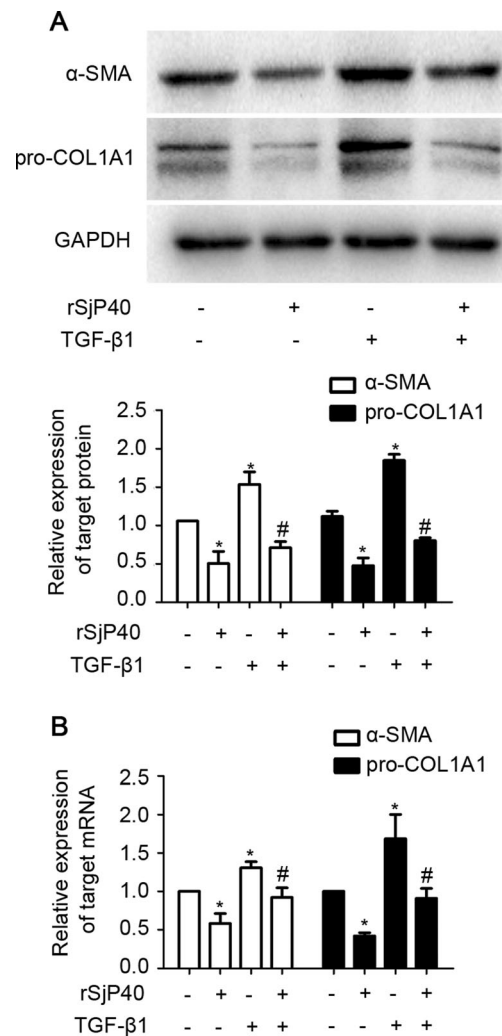 A
α-SMA
pro-COL1A1
GAPDH
rSjP40 - + - +
TGF-β1 - - + +
α-SMA
pro-COL1A1
Relative expression
of target protein
2.5
2.0
1.5
1.0
0.5
0.0
* * # * * #
rSjP40 - + - + - + - +
TGF-β1 - - + + - - + +
B
α-SMA
pro-COL1A1
Relative expression
of target mRNA
2.5
2.0
1.5
1.0
0.5
0.0
* * # * * #
rSjP40 - + - + - + - +
TGF-β1 - - + + - - + +